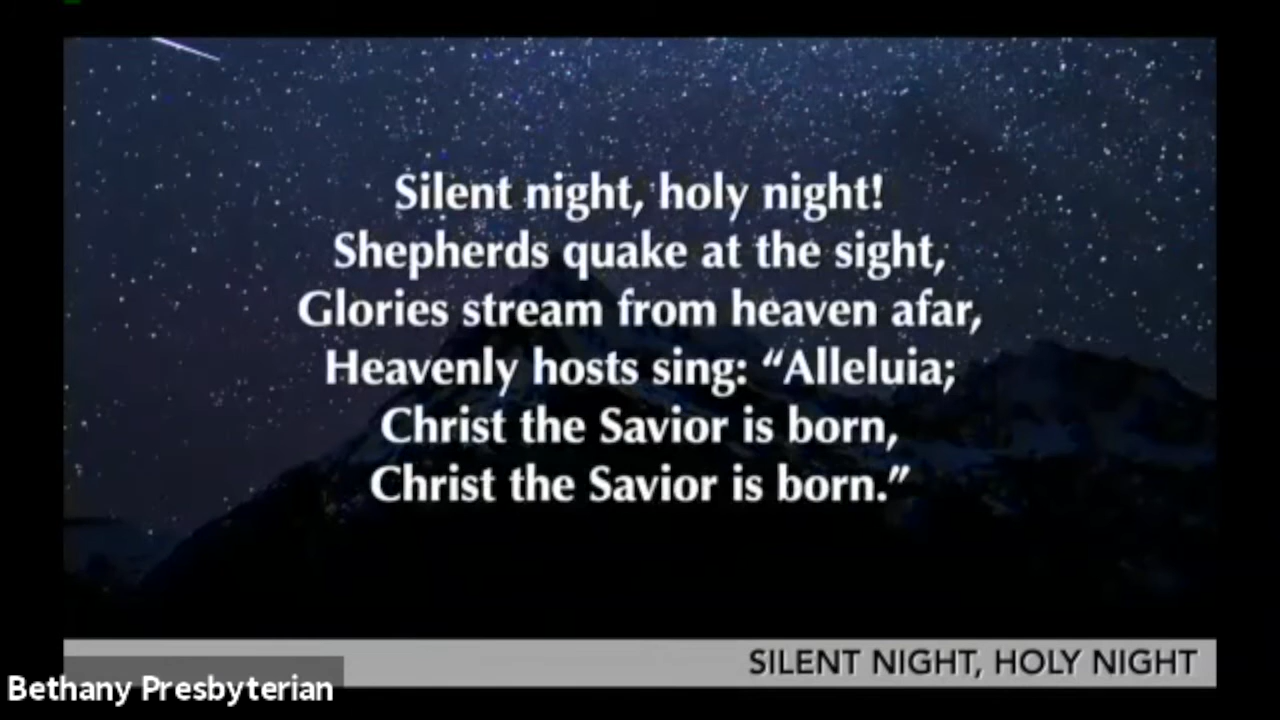 Silent night, holy night!
Shepherds quake at the sight,
Glories stream from heaven afar,
Heavenly hosts sing: “Alleluia;
Christ the Savior is born,
Christ the Savior is born.”
SILENT NIGHT, HOLY NIGHT
Bethany Presbyterian